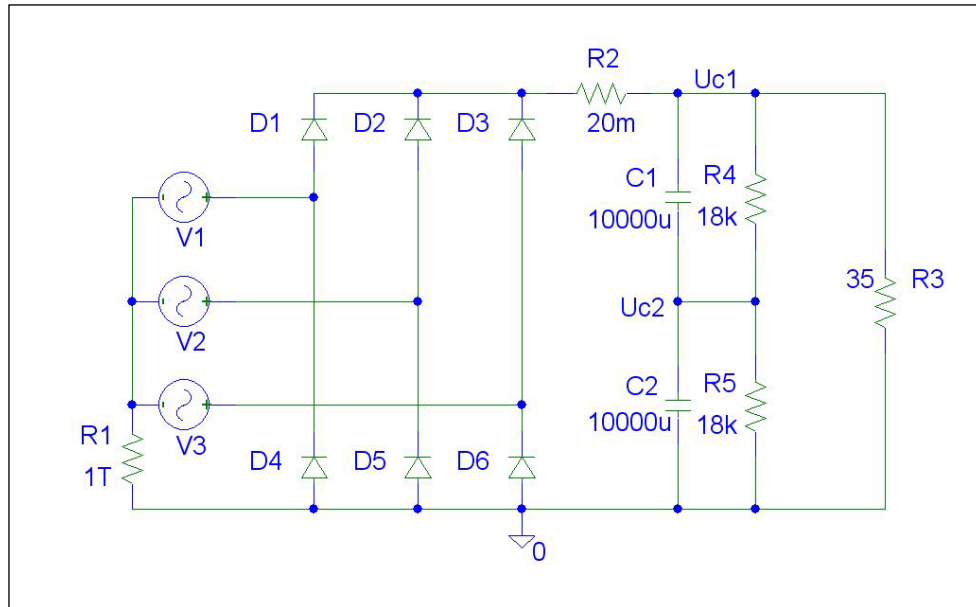 R2
Uc1
D1
D2
D3
20m
C1
R4
10000u
18k
V1
35
R3
Uc2
V2
C2
R5
10000u
18k
R1
V3
D4
D5
D6
1T
0